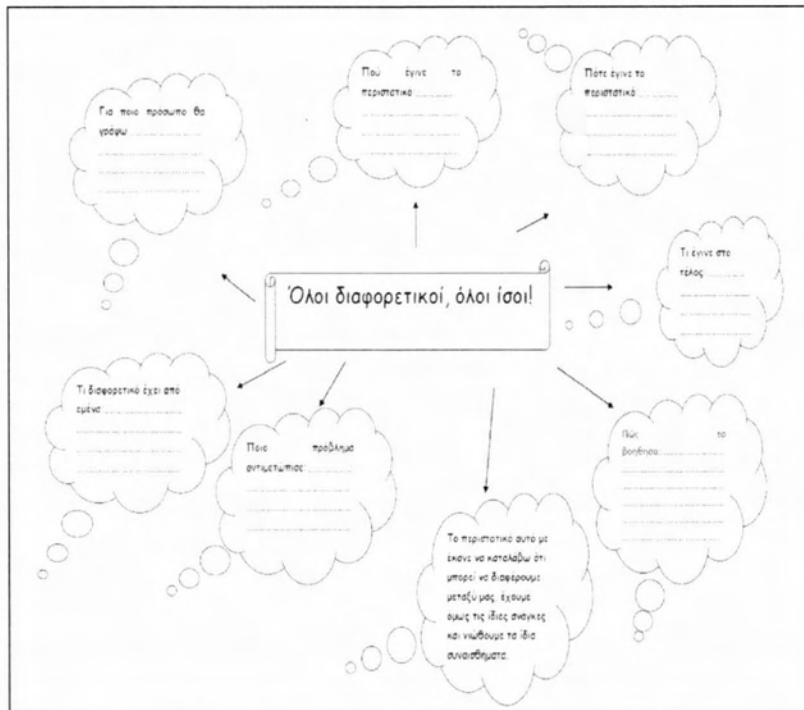 Για ποιο πρόσωπο θα
γράψω: ....................
................................
................................
................................
Πού έγινε το
περιστατικό: ............
................................
................................
................................
Πότε έγινε το
περιστατικό: ............
................................
................................
................................
Τι έγινε στο
τέλος: ............
........................
........................
........................
Όλοι διαφορετικοί, όλοι ίσοι!
Τι διαφορετικό έχει από
εμένα: ....................
................................
................................
................................
Ποιο πρόβλημα
αντιμετώπισε: ............
................................
................................
................................
Το περιστατικό αυτό με
έκανε να καταλάβω ότι
μπορεί να διαφέρουμε
μεταξύ μας, έχουμε
όμως τις ίδιες ανάγκες
και νιώθουμε τα ίδια
συναισθήματα.
Πώς το
βοήθησα: ............
................................
................................
................................
................................
................................